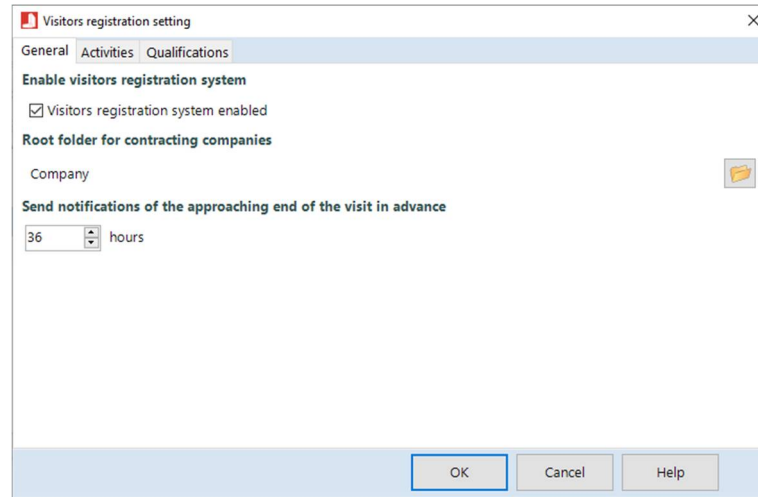 Visitors registration setting
General Activities Qualifications
Enable visitors registration system
Visitors registration system enabled
Root folder for contracting companies
Company
Send notifications of the approaching end of the visit in advance
36 hours
OK Cancel Help